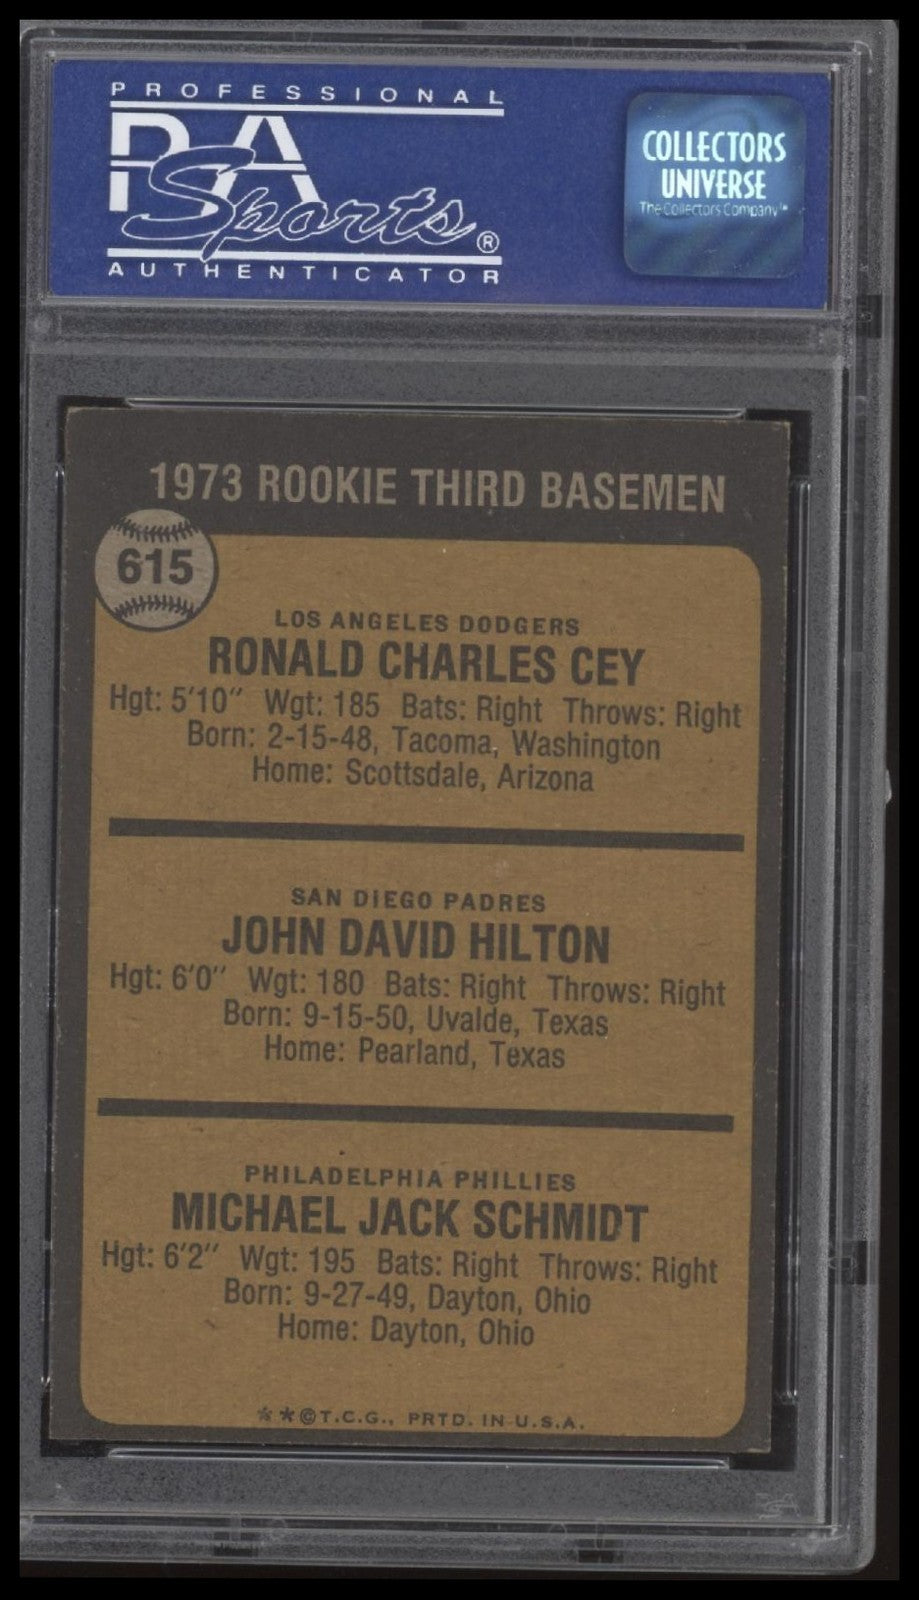 PROFESSIONAL
PSA
Sports®
AUTHENTICATOR
COLLECTORS
UNIVERSE
The Collectors Company™
1973 ROOKIE THIRD BASEMEN
615
LOS ANGELES DODGERS
RONALD CHARLES CEY
Hgt: 5'10" Wgt: 185 Bats: Right Throws: Right
Born: 2-15-48, Tacoma, Washington
Home: Scottsdale, Arizona
SAN DIEGO PADRES
JOHN DAVID HILTON
Hgt: 6'0" Wgt: 180 Bats: Right Throws: Right
Born: 9-15-50, Uvalde, Texas
Home: Pearland, Texas
PHILADELPHIA PHILLIES
MICHAEL JACK SCHMIDT
Hgt: 6'2" Wgt: 195 Bats: Right Throws: Right
Born: 9-27-49, Dayton, Ohio
Home: Dayton, Ohio
**©T.C.G., PRTD. IN U.S.A.
PSA